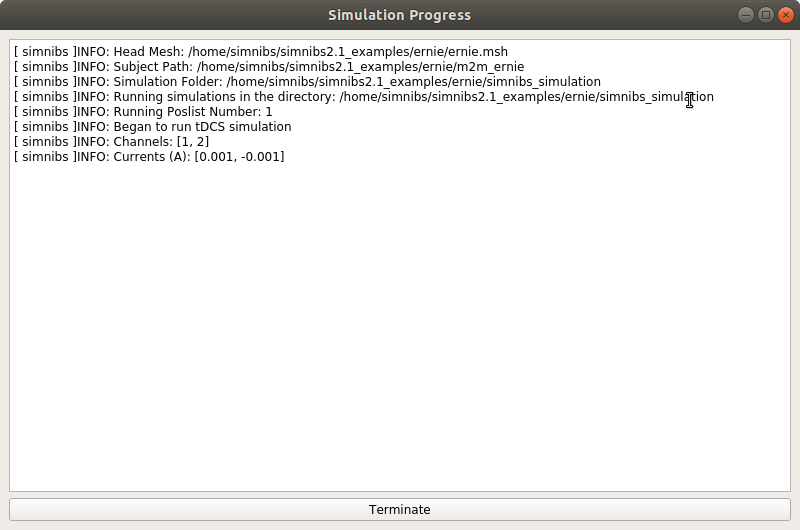 Simulation Progress
[ simnibs ]INFO: Head Mesh: /home/simnibs/simnibs2.1_examples/ernie/ernie.msh
[ simnibs ]INFO: Subject Path: /home/simnibs/simnibs2.1_examples/ernie/m2m_ernie
[ simnibs ]INFO: Simulation Folder: /home/simnibs/simnibs2.1_examples/ernie/simnibs_simulation
[ simnibs ]INFO: Running simulations in the directory: /home/simnibs/simnibs2.1_examples/ernie/simnibs_simulation
[ simnibs ]INFO: Running Poslist Number: 1
[ simnibs ]INFO: Began to run tDCS simulation
[ simnibs ]INFO: Channels: [1, 2]
[ simnibs ]INFO: Currents (A): [0.001, -0.001]
Terminate